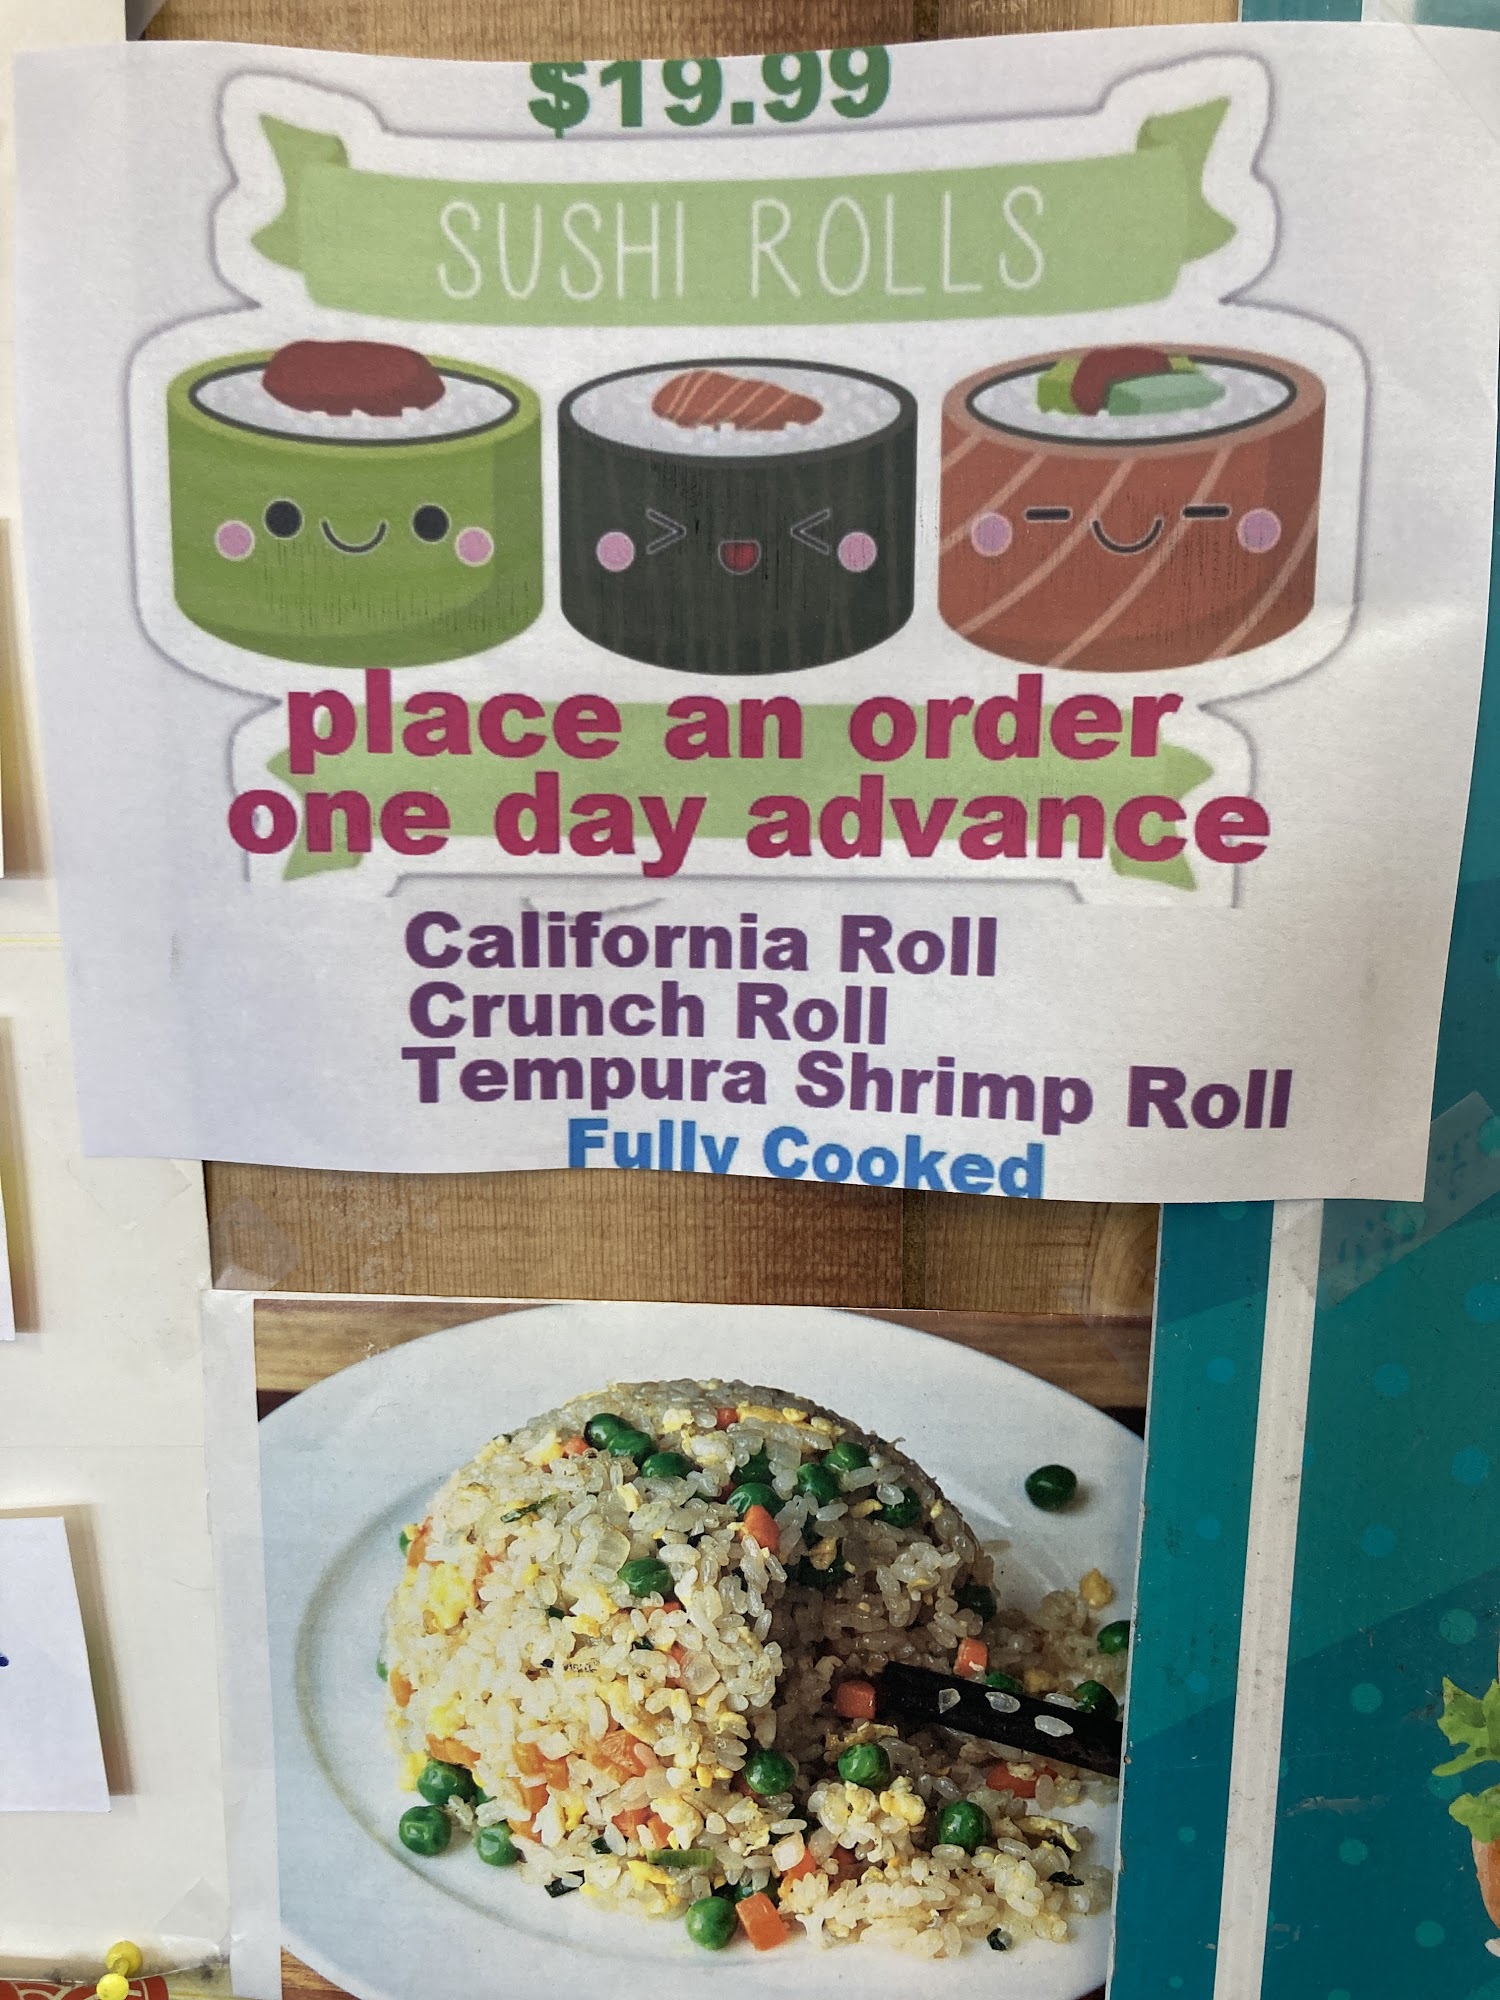 $19.99
SUSHI ROLLS
place an order
one day advance
California Roll
Crunch Roll
Tempura Shrimp Roll
Fully Cooked